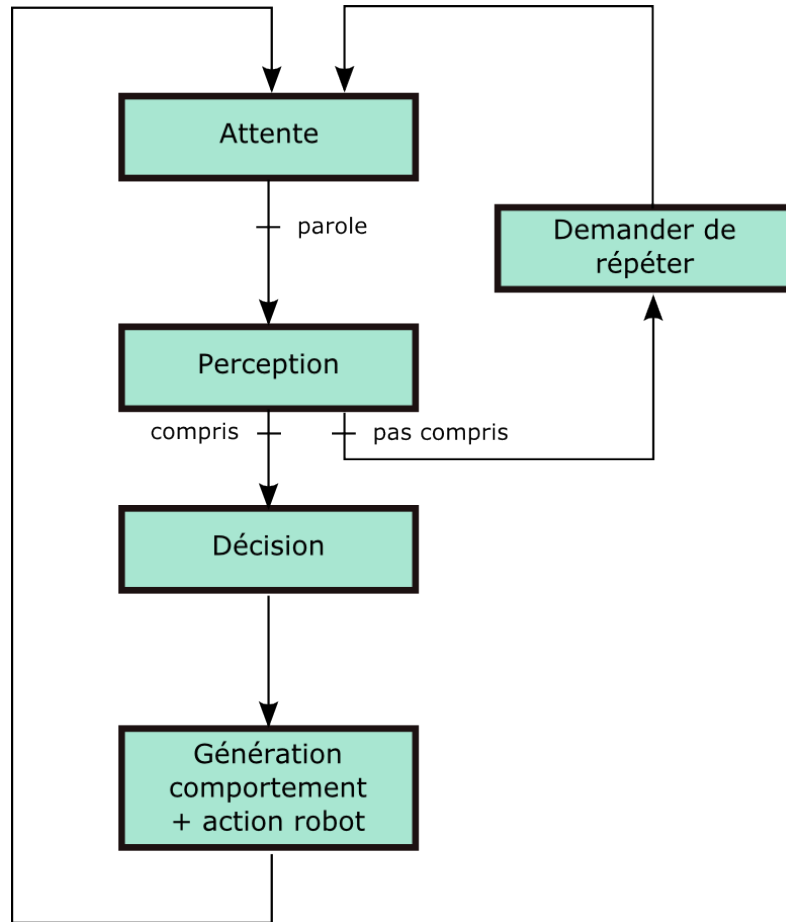 Attente
parole
Demander de
répéter
Perception
compris
pas compris
Décision
Génération
comportement
+ action robot